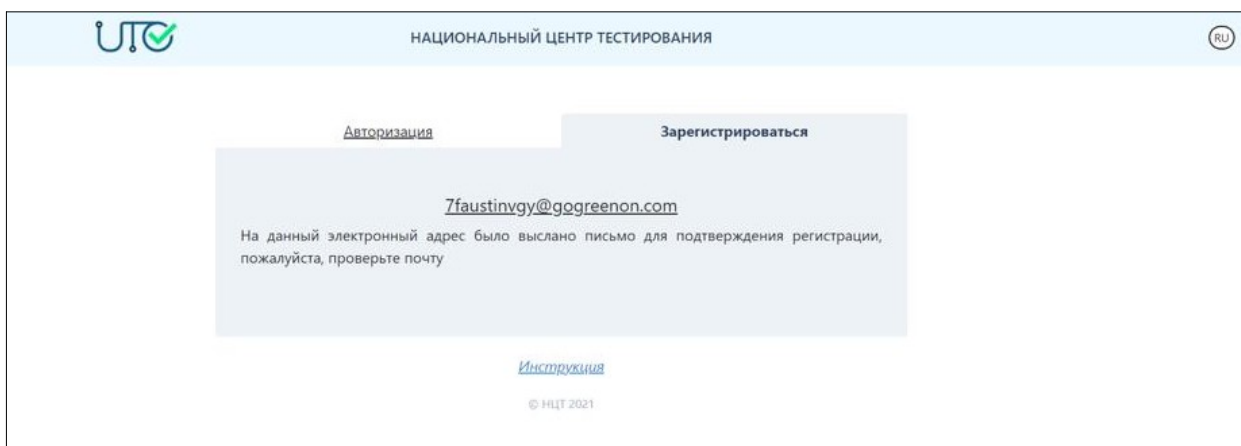 UTO
НАЦИОНАЛЬНЫЙ ЦЕНТР ТЕСТИРОВАНИЯ
RU
Авторизация
Зарегистрироваться
7faustinvgy@gogreenon.com
На данный электронный адрес было выслано письмо для подтверждения регистрации,
пожалуйста, проверьте почту
Инструкция
© НЦТ 2021